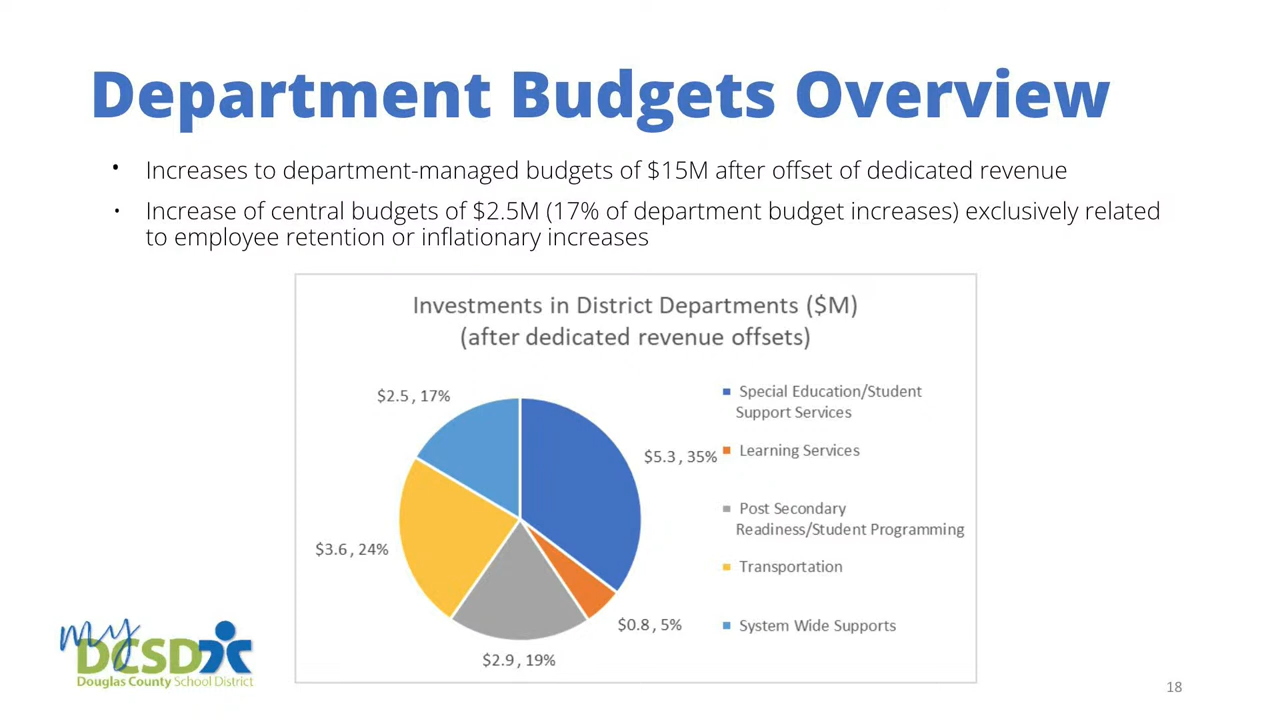 Department Budgets Overview
• Increases to department-managed budgets of $15M after offset of dedicated revenue
• Increase of central budgets of $2.5M (17% of department budget increases) exclusively related
to employee retention or inflationary increases
Investments in District Departments ($M)
(after dedicated revenue offsets)
$2.5 , 17%
$5.3 , 35%
$3.6 , 24%
$0.8 , 5%
$2.9 , 19%
Special Education/Student
Support Services
Learning Services
Post Secondary
Readiness/Student Programming
Transportation
System Wide Supports
my
DCSD
Douglas County School District
18